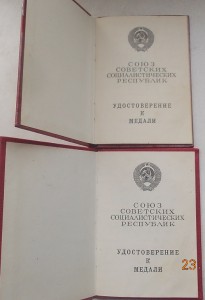 СОЮЗ
СОВЕТСКИХ
СОЦИАЛИСТИЧЕСКИХ
РЕСПУБЛИК
УДОСТОВЕРЕНИЕ
К
МЕДАЛИ
СОЮЗ
СОВЕТСКИХ
СОЦИАЛИСТИЧЕСКИХ
РЕСПУБЛИК
УДОСТОВЕРЕНИЕ
К
МЕДАЛИ
23